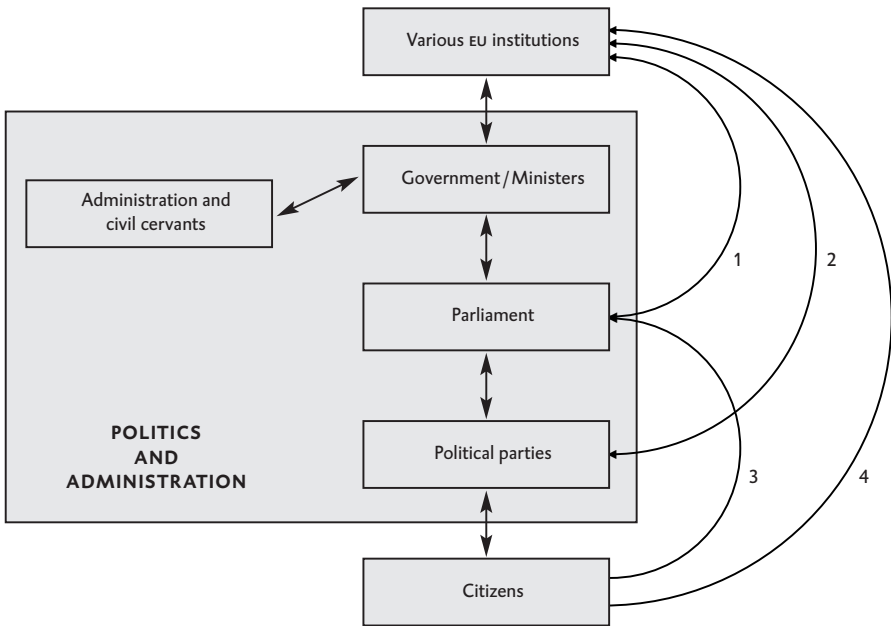 Various EU institutions
Government/Ministers
Administration and
civil cervants
1
2
Parliament
POLITICS
AND
ADMINISTRATION
Political parties
3
4
Citizens